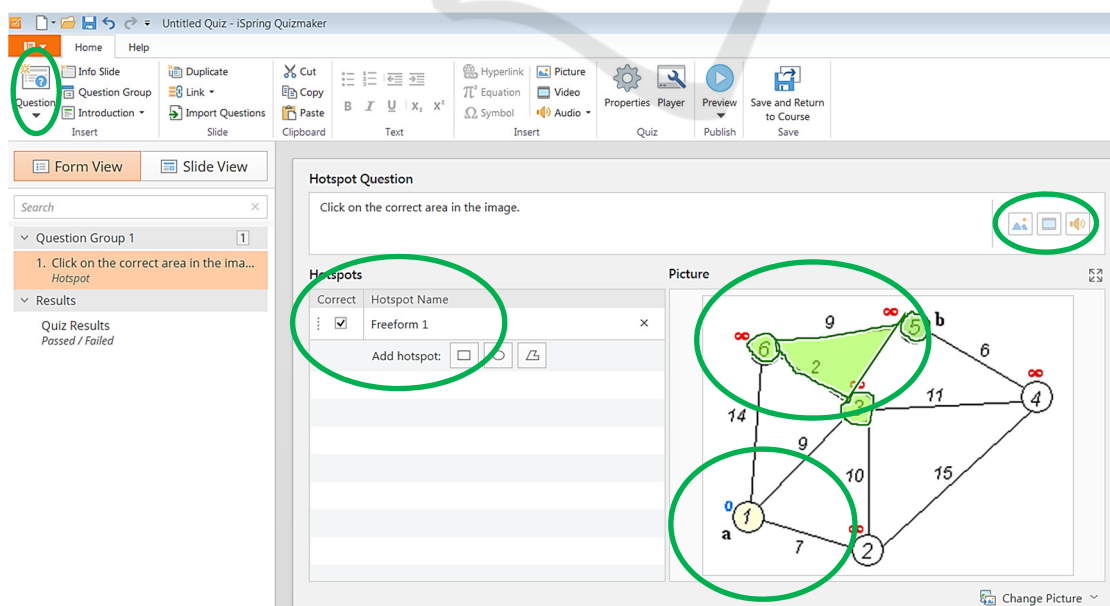 Untitled Quiz - iSpring Quizmaker
Home Help
Question
Info Slide
Question Group
Introduction
Insert
Duplicate
Link
Import Questions
Slide
Cut
Copy
Paste
Clipboard
B I U X₂ X²
Text
Hyperlink
π² Equation
Ω Symbol
Picture
Video
Audio
Insert
Properties Player
Quiz
Preview
Publish
Save and Return
to Course
Save
Form View Slide View
Search
Question Group 1 1
1. Click on the correct area in the ima...
Hotspot
Results
Quiz Results
Passed / Failed
Hotspot Question
Click on the correct area in the image.
Hotspots
Correct Hotspot Name
Freeform 1
Add hotspot:
Picture
∞ 9 ∞ 5 b
∞ 6
2 6
∞ 3 11 ∞ 4
14
9
10 15
0 1
a
7 ∞ 2
Change Picture